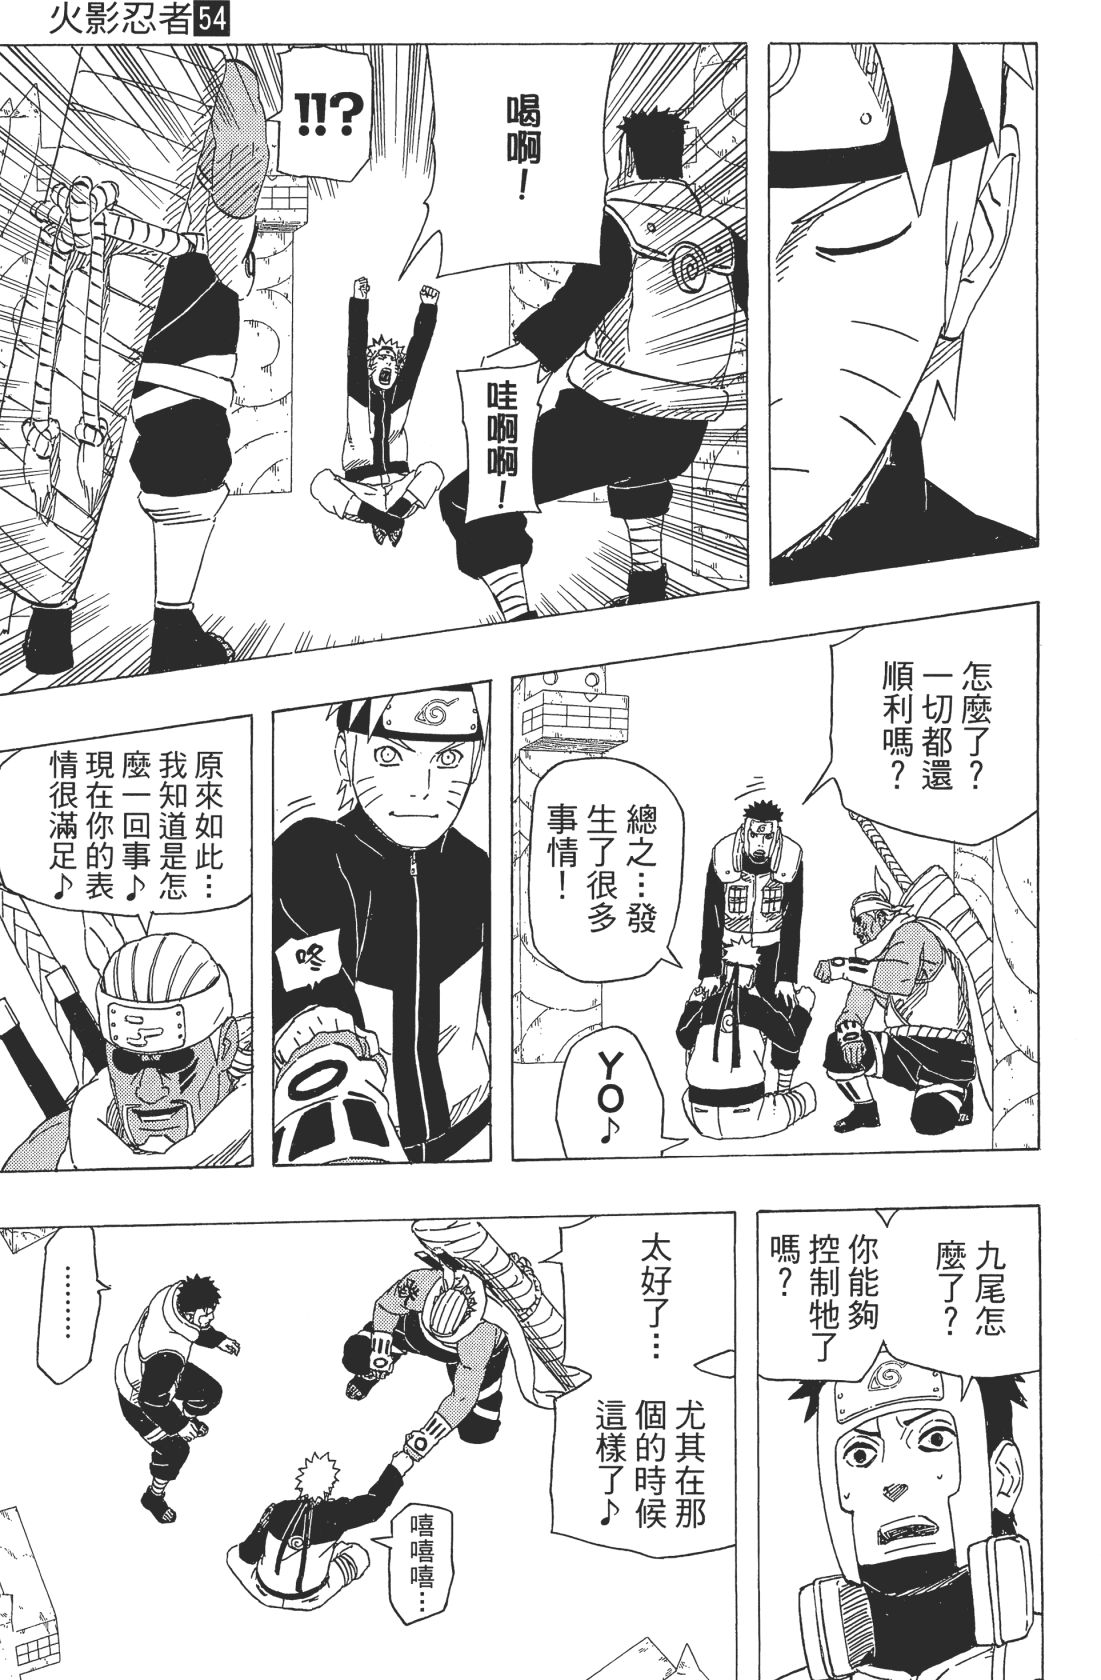 火影忍者54
喝啊！
!!?
哇啊啊！
怎麼了？
一切都還
順利嗎？
總之…發
生了很多
事情！
YO♪
咚
原來如此…
我知道是怎
麼一回事♪
現在你的表
情很滿足♪
九尾怎
麼了？
你能夠
控制牠了
嗎？
太好了…
尤其在那
個的時候
這樣了♪
嘻嘻嘻…
………